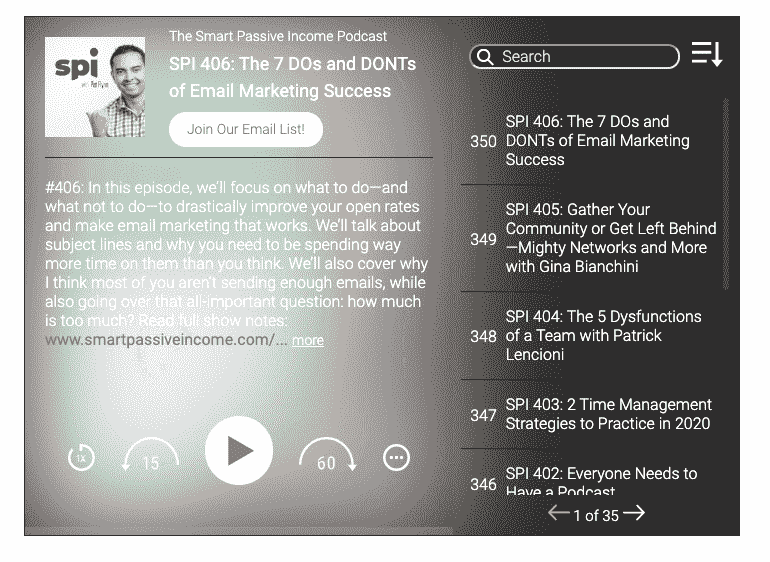 The Smart Passive Income Podcast
SPI 406: The 7 DOs and DONTs
of Email Marketing Success
spi
with Pat Flynn
Join Our Email List!
#406: In this episode, we'll focus on what to do—and
what not to do—to drastically improve your open rates
and make email marketing that works. We'll talk about
subject lines and why you need to be spending way
more time on them than you think. We'll also cover why
I think most of you aren't sending enough emails, while
also going over that all-important question: how much
is too much? Read full show notes:
www.smartpassiveincome.com/... more
1x
15
60
Search
350
SPI 406: The 7 DOs and
DONTs of Email Marketing
Success
349
SPI 405: Gather Your
Community or Get Left Behind
—Mighty Networks and More
with Gina Bianchini
348
SPI 404: The 5 Dysfunctions
of a Team with Patrick
Lencioni
347
SPI 403: 2 Time Management
Strategies to Practice in 2020
346
SPI 402: Everyone Needs to
Have a Podcast
1 of 35